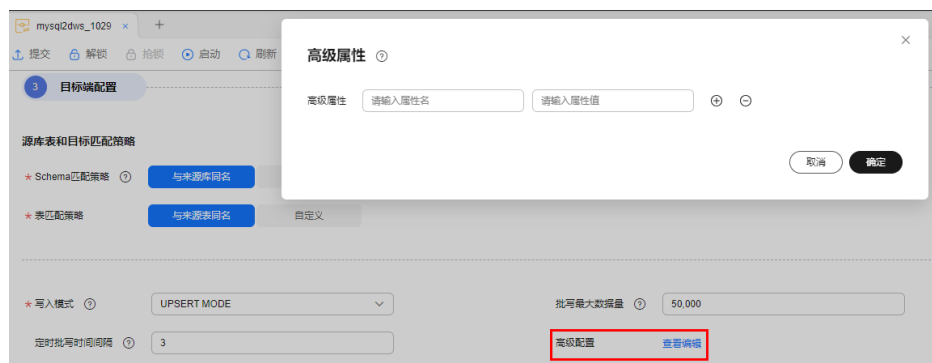 mysql2dws_1029 × +
提交 解锁 抢锁 启动 刷新
高级属性 ?
×
3 目标端配置
高级属性 请输入属性名 请输入属性值
源库表和目标匹配策略
取消 确定
* Schema匹配策略 ? 与来源库同名
* 表匹配策略 与来源表同名 自定义
* 写入模式 ? UPSERT MODE 批写最大数据量 ? 50,000
定时批写时间间隔 ? 3 高级配置 查看编辑